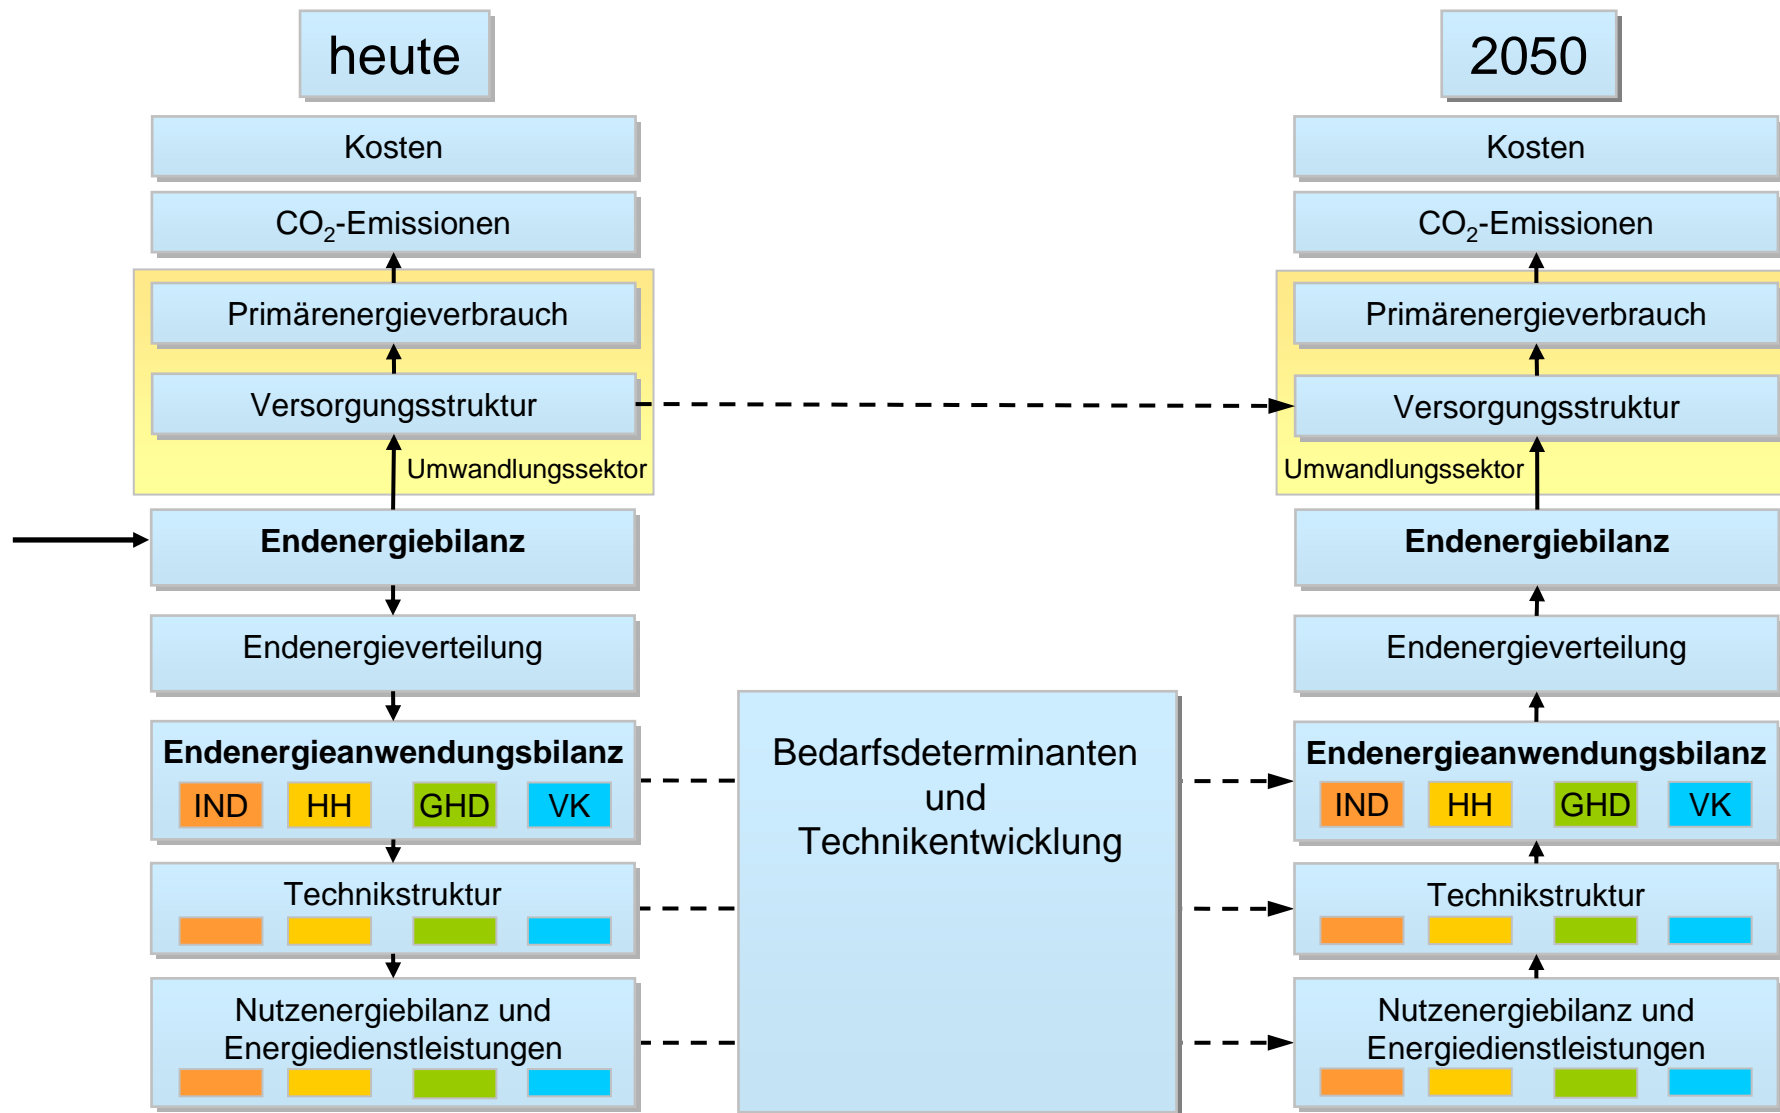 heute
Kosten
CO₂-Emissionen
Primärenergieverbrauch
Versorgungsstruktur
Umwandlungssektor
Endenergiebilanz
Endenergieverteilung
Endenergieanwendungsbilanz
IND HH GHD VK
Technikstruktur
Nutzenergiebilanz und
Energiedienstleistungen
Bedarfsdeterminanten
und
Technikentwicklung
2050
Kosten
CO₂-Emissionen
Primärenergieverbrauch
Versorgungsstruktur
Umwandlungssektor
Endenergiebilanz
Endenergieverteilung
Endenergieanwendungsbilanz
IND HH GHD VK
Technikstruktur
Nutzenergiebilanz und
Energiedienstleistungen